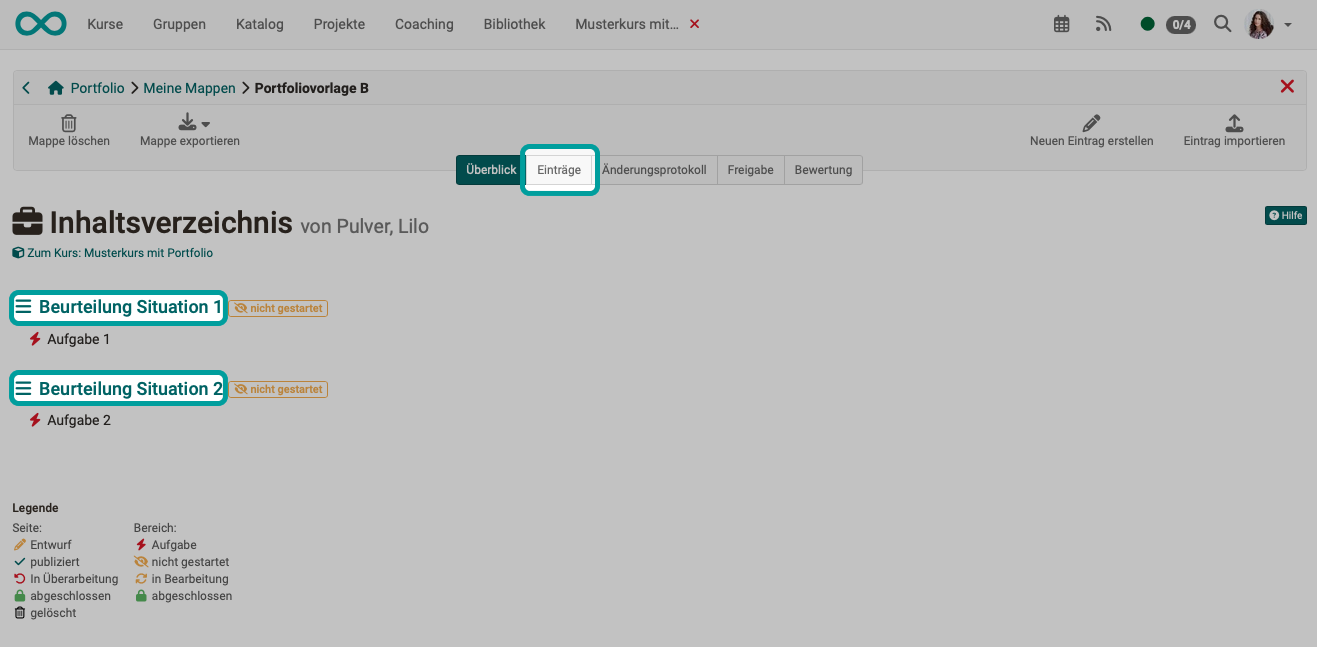 Kurse Gruppen Katalog Projekte Coaching Bibliothek Musterkurs mit... 0/4
Portfolio Meine Mappen Portfoliovorlage B
Mappe löschen Mappe exportieren Neuen Eintrag erstellen Eintrag importieren
Überblick Einträge Änderungsprotokoll Freigabe Bewertung
Inhaltsverzeichnis von Pulver, Lilo Hilfe
Zum Kurs: Musterkurs mit Portfolio
Beurteilung Situation 1 nicht gestartet
Aufgabe 1
Beurteilung Situation 2 nicht gestartet
Aufgabe 2
Legende
Seite: Bereich:
Entwurf Aufgabe
publiziert nicht gestartet
In Überarbeitung in Bearbeitung
abgeschlossen abgeschlossen
gelöscht